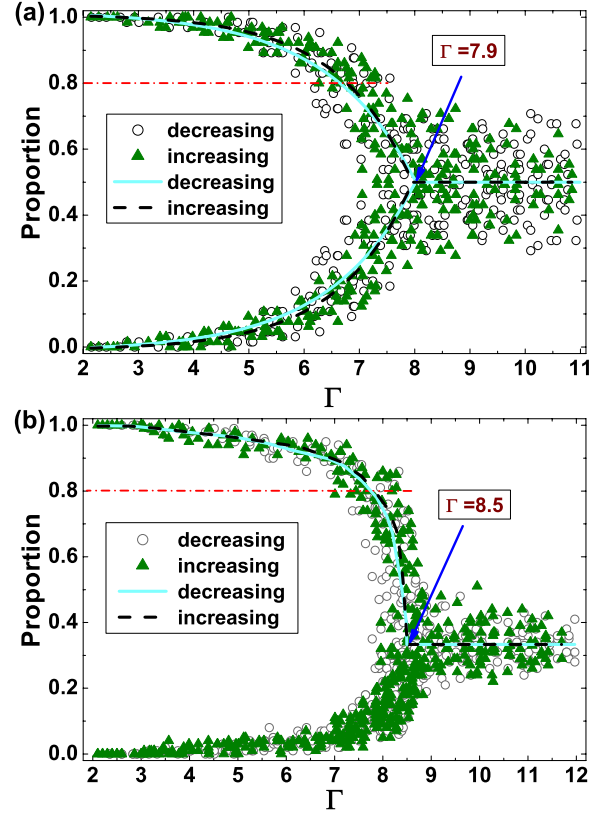 (a)
1.0
0.8
0.6
0.4
0.2
0.0
Proportion
Γ =7.9
decreasing
increasing
decreasing
increasing
2 3 4 5 6 7 8 9 10 11
Γ
(b)
1.0
0.8
0.6
0.4
0.2
0.0
Proportion
Γ =8.5
decreasing
increasing
decreasing
increasing
2 3 4 5 6 7 8 9 10 11 12
Γ